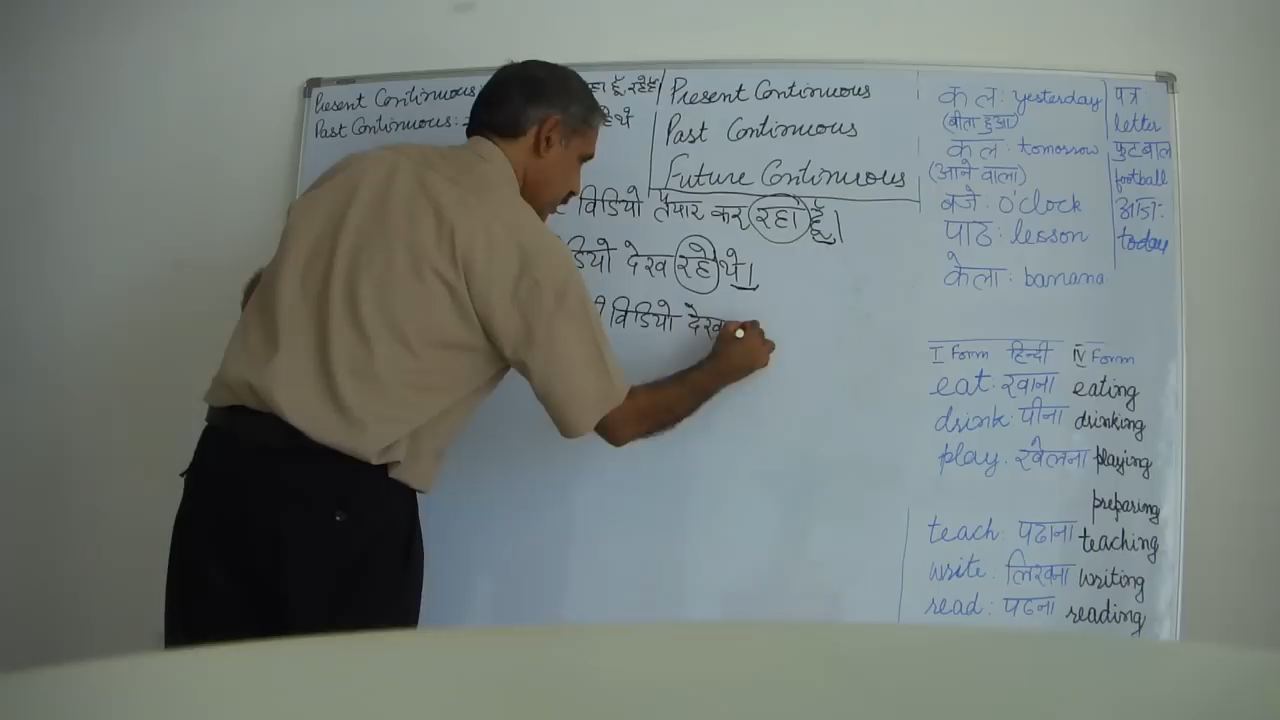 Present Continuous
Past Continuous:
हा हूँ, रहे हैं
थे
Present Continuous
Past Continuous
Future Continuous
विडियो तैयार कर रहा हूँ।
डियो देख रहे थे।
विडियो देख
कल: yesterday
(बीता हुआ)
कल: tomorrow
(आने वाला)
बजे: O'clock
पाठ: lesson
केला: banana
पत्र
letter
फुटबाल
football
today
I Form हिन्दी IV Form
eat: खाना eating
drink: पीना drinking
play: खेलना playing
preparing
teach: पढाना teaching
write: लिखना writing
read: पढना reading